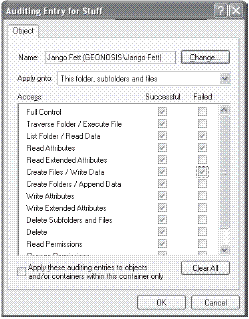 Auditing Entry for Stuff
Object
Name: Jango Fett (GEONOSIS\Jango Fett) Change...
Apply onto: This folder, subfolders and files
Access: Successful Failed
Full Control
Traverse Folder / Execute File
List Folder / Read Data
Read Attributes
Read Extended Attributes
Create Files / Write Data
Create Folders / Append Data
Write Attributes
Write Extended Attributes
Delete Subfolders and Files
Delete
Read Permissions
Apply these auditing entries to objects
and/or containers within this container only
Clear All
OK Cancel